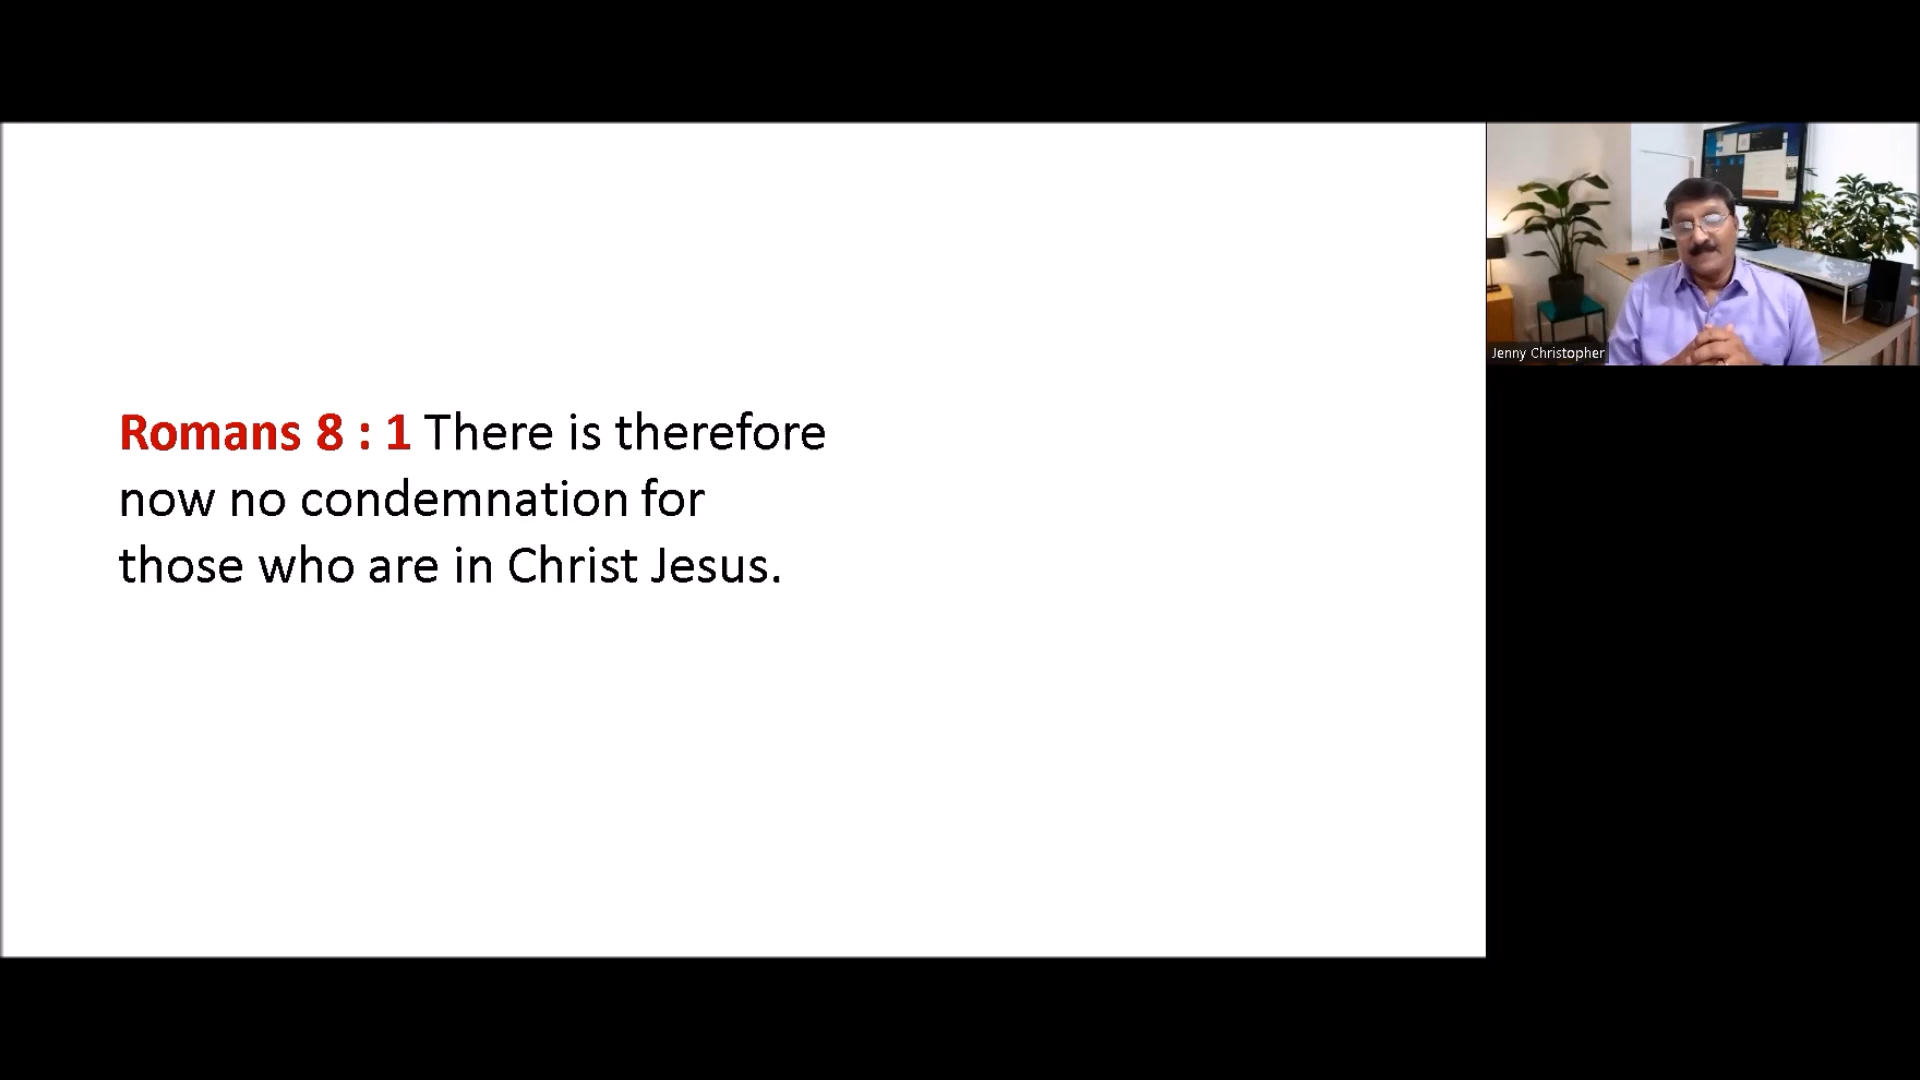 Romans 8 : 1 There is therefore
now no condemnation for
those who are in Christ Jesus.
Jenny Christopher